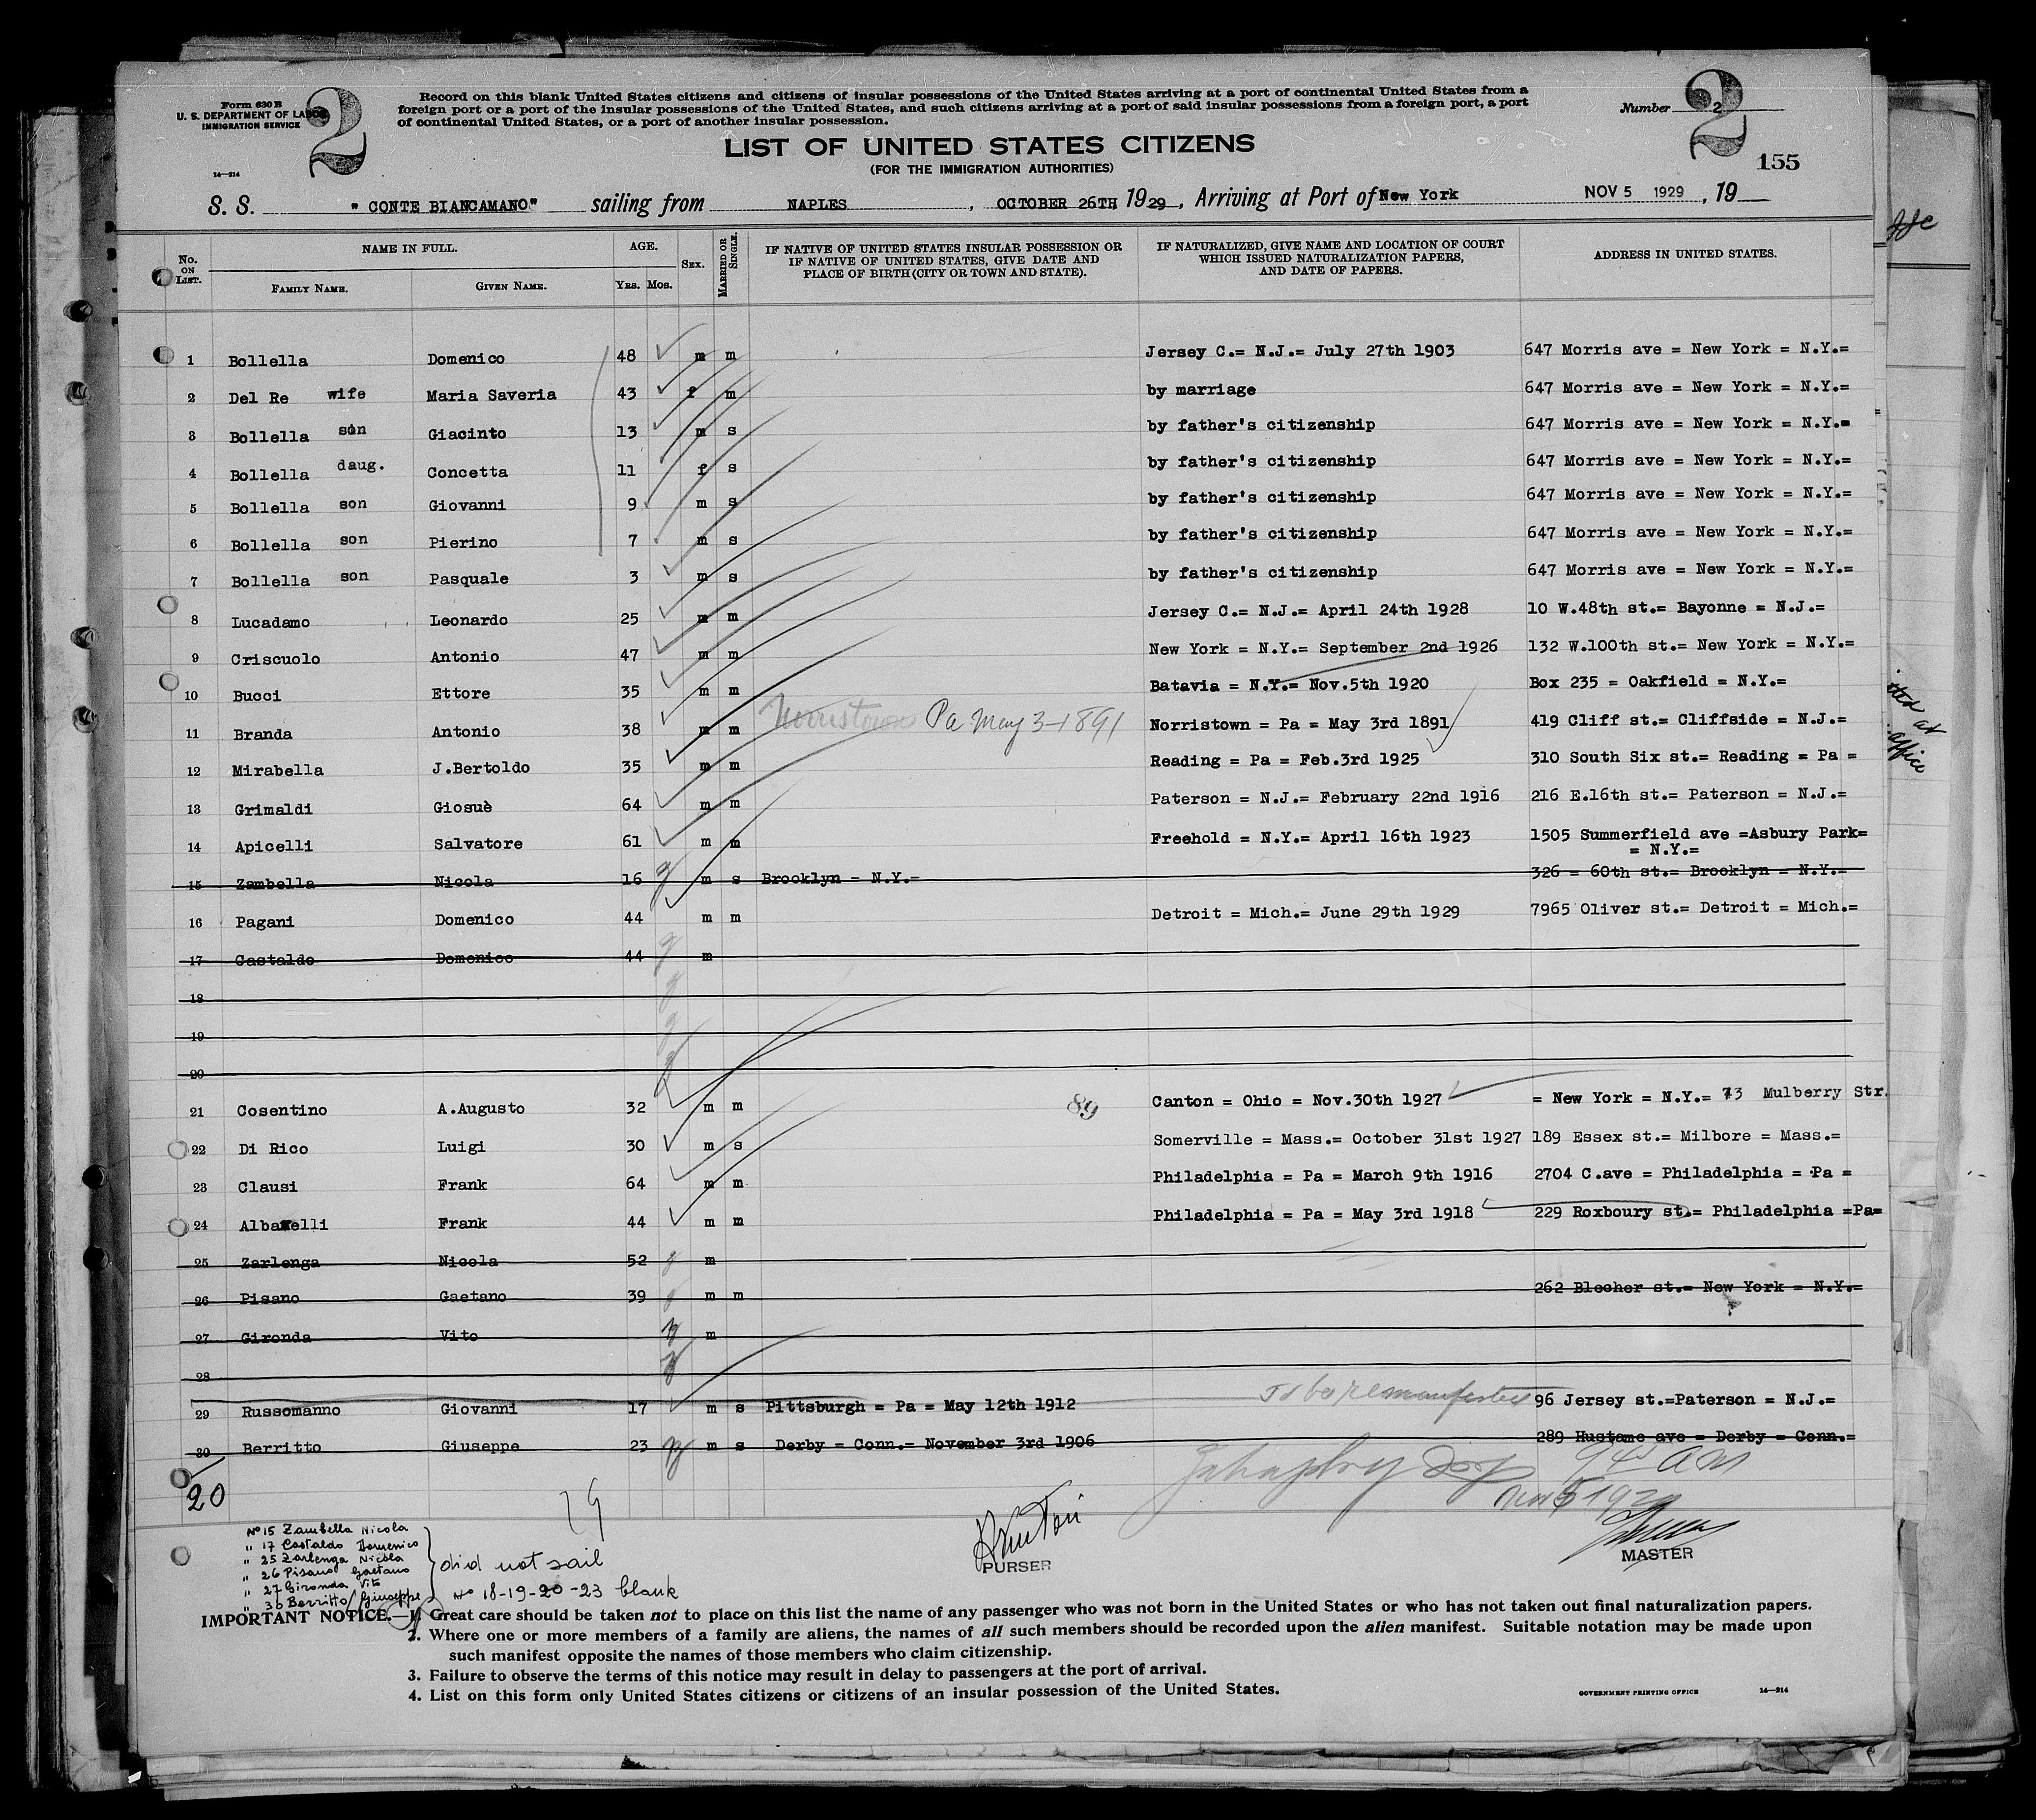 Form 630 B
U. S. DEPARTMENT OF LABOR
IMMIGRATION SERVICE
14—214
2
Record on this blank United States citizens and citizens of insular possessions of the United States arriving at a port of continental United States from a
foreign port or a port of the insular possessions of the United States, and such citizens arriving at a port of said insular possessions from a foreign port, a port
of continental United States, or a port of another insular possession.
Number 2
2
155
LIST OF UNITED STATES CITIZENS
(FOR THE IMMIGRATION AUTHORITIES)
S. S. " CONTE BIANCAMANO" sailing from NAPLES , OCTOBER 26TH 1929 , Arriving at Port of New York NOV 5 1929 , 19
No. ON LIST. NAME IN FULL. FAMILY NAME. GIVEN NAME. AGE. YRS. MOS. SEX. MARRIED OR SINGLE. IF NATIVE OF UNITED STATES INSULAR POSSESSION OR IF NATIVE OF UNITED STATES, GIVE DATE AND PLACE OF BIRTH (CITY OR TOWN AND STATE). IF NATURALIZED, GIVE NAME AND LOCATION OF COURT WHICH ISSUED NATURALIZATION PAPERS, AND DATE OF PAPERS. ADDRESS IN UNITED STATES.
1 Bollella Domenico 48 m m Jersey C.= N.J.= July 27th 1903 647 Morris ave = New York = N.Y.=
2 Del Re wife Maria Saveria 43 f m by marriage 647 Morris ave = New York = N.Y.=
3 Bollella son Giacinto 13 m s by father's citizenship 647 Morris ave = New York = N.Y.=
4 Bollella daug. Concetta 11 f s by father's citizenship 647 Morris ave = New York = N.Y.=
5 Bollella son Giovanni 9 m s by father's citizenship 647 Morris ave = New York = N.Y.=
6 Bollella son Pierino 7 m s by father's citizenship 647 Morris ave = New York = N.Y.=
7 Bollella son Pasquale 3 m s by father's citizenship 647 Morris ave = New York = N.Y.=
8 Lucadamo Leonardo 25 m m Jersey C.= N.J.= April 24th 1928 10 W.48th st.= Bayonne = N.J.=
9 Criscuolo Antonio 47 m m New York = N.Y.= September 2nd 1926 132 W.100th st.= New York = N.Y.=
10 Bucci Ettore 35 m m Batavia = N.Y.= Nov.5th 1920 Box 235 = Oakfield = N.Y.=
11 Branda Antonio 38 m m Norristown Pa May 3-1891 Norristown = Pa = May 3rd 1891 419 Cliff st.= Cliffside = N.J.=
12 Mirabella J.Bertoldo 35 m m Reading = Pa = Feb.3rd 1925 310 South Six st.= Reading = Pa =
13 Grimaldi Giosuè 64 m m Paterson = N.J.= February 22nd 1916 216 E.16th st.= Paterson = N.J.=
14 Apicelli Salvatore 61 m m Freehold = N.Y.= April 16th 1923 1505 Summerfield ave =Asbury Park=
= N.Y.=
15 Zambella Nicola 16 m s Brooklyn = N.Y.= 326 = 60th st.= Brooklyn = N.Y.=
16 Pagani Domenico 44 m m Detroit = Mich.= June 29th 1929 7965 Oliver st.= Detroit = Mich.=
17 Castaldo Domenico 44 m
18
19
20
21 Cosentino A.Augusto 32 m m 89 Canton = Ohio = Nov.30th 1927 = New York = N.Y.= 73 Mulberry Str.
22 Di Rico Luigi 30 m s Somerville = Mass.= October 31st 1927 189 Essex st.= Milbore = Mass.=
23 Clausi Frank 64 m m Philadelphia = Pa = March 9th 1916 2704 C.ave = Philadelphia = Pa =
24 Albarelli Frank 44 m m Philadelphia = Pa = May 3rd 1918 229 Roxboury st.= Philadelphia =Pa=
25 Zarlenga Nicola 52 m
26 Pisano Gaetano 39 m m 262 Blecher st.= New York = N.Y.=
27 Gironda Vito m
28
29 Russomanno Giovanni 17 m s Pittsburgh = Pa = May 12th 1912 To be remanifested 96 Jersey st.=Paterson = N.J.=
30 Berritto Giuseppe 23 m s Derby = Conn.= November 3rd 1906 289 Hustame ave = Derby = Conn.=
20
19
Nov 5 1929
No 15 Zambella Nicola
" 17 Castaldo Domenico
" 25 Zarlenga Nicola
" 26 Pisano Gaetano
" 27 Gironda Vito
" 30 Berritto Giuseppe
did not sail
No 18-19-20-23 blank
PURSER
MASTER
IMPORTANT NOTICE.—1. Great care should be taken not to place on this list the name of any passenger who was not born in the United States or who has not taken out final naturalization papers.
2. Where one or more members of a family are aliens, the names of all such members should be recorded upon the alien manifest. Suitable notation may be made upon
such manifest opposite the names of those members who claim citizenship.
3. Failure to observe the terms of this notice may result in delay to passengers at the port of arrival.
4. List on this form only United States citizens or citizens of an insular possession of the United States.
GOVERNMENT PRINTING OFFICE 14—214